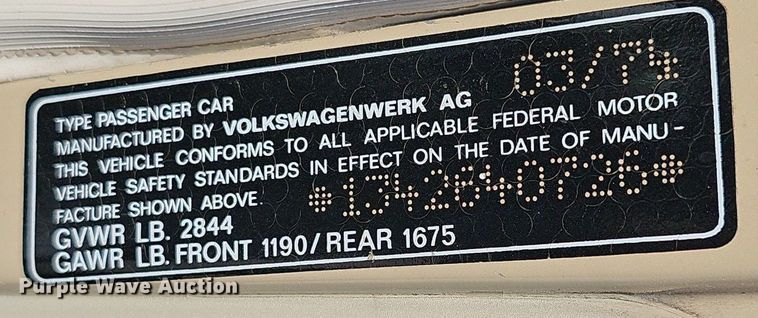 TYPE PASSENGER CAR 03/74
MANUFACTURED BY VOLKSWAGENWERK AG
THIS VEHICLE CONFORMS TO ALL APPLICABLE FEDERAL MOTOR
VEHICLE SAFETY STANDARDS IN EFFECT ON THE DATE OF MANU-
FACTURE SHOWN ABOVE. *1342840726*
GVWR LB. 2844
GAWR LB. FRONT 1190/REAR 1675
Purple Wave Auction